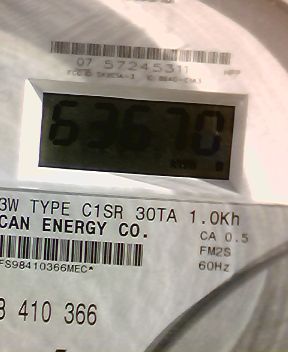 07 57245311
63670
3W TYPE C1SR 30TA 1.0Kh
CAN ENERGY CO.
CA 0.5
FM2S
60Hz
FS98410366MEC*
8 410 366